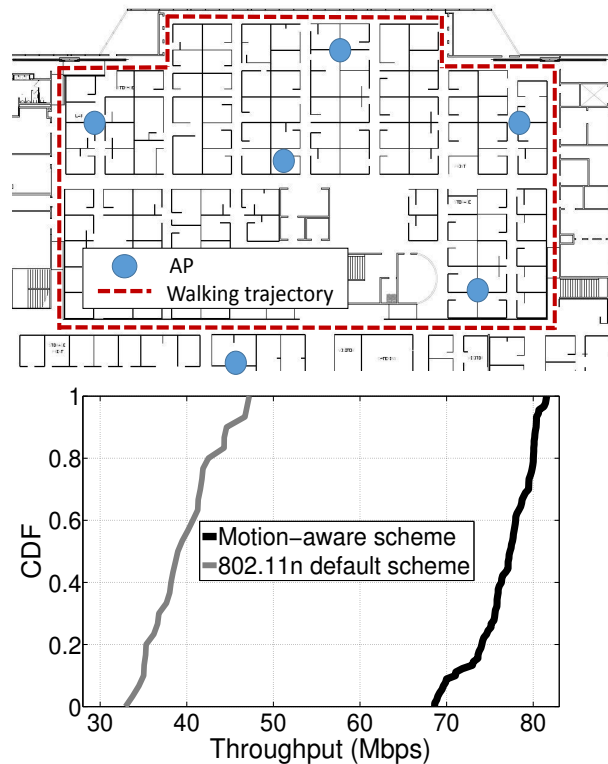 AP
Walking trajectory
1
0.8
0.6
0.4
0.2
0
CDF
Motion-aware scheme
802.11n default scheme
30 40 50 60 70 80
Throughput (Mbps)